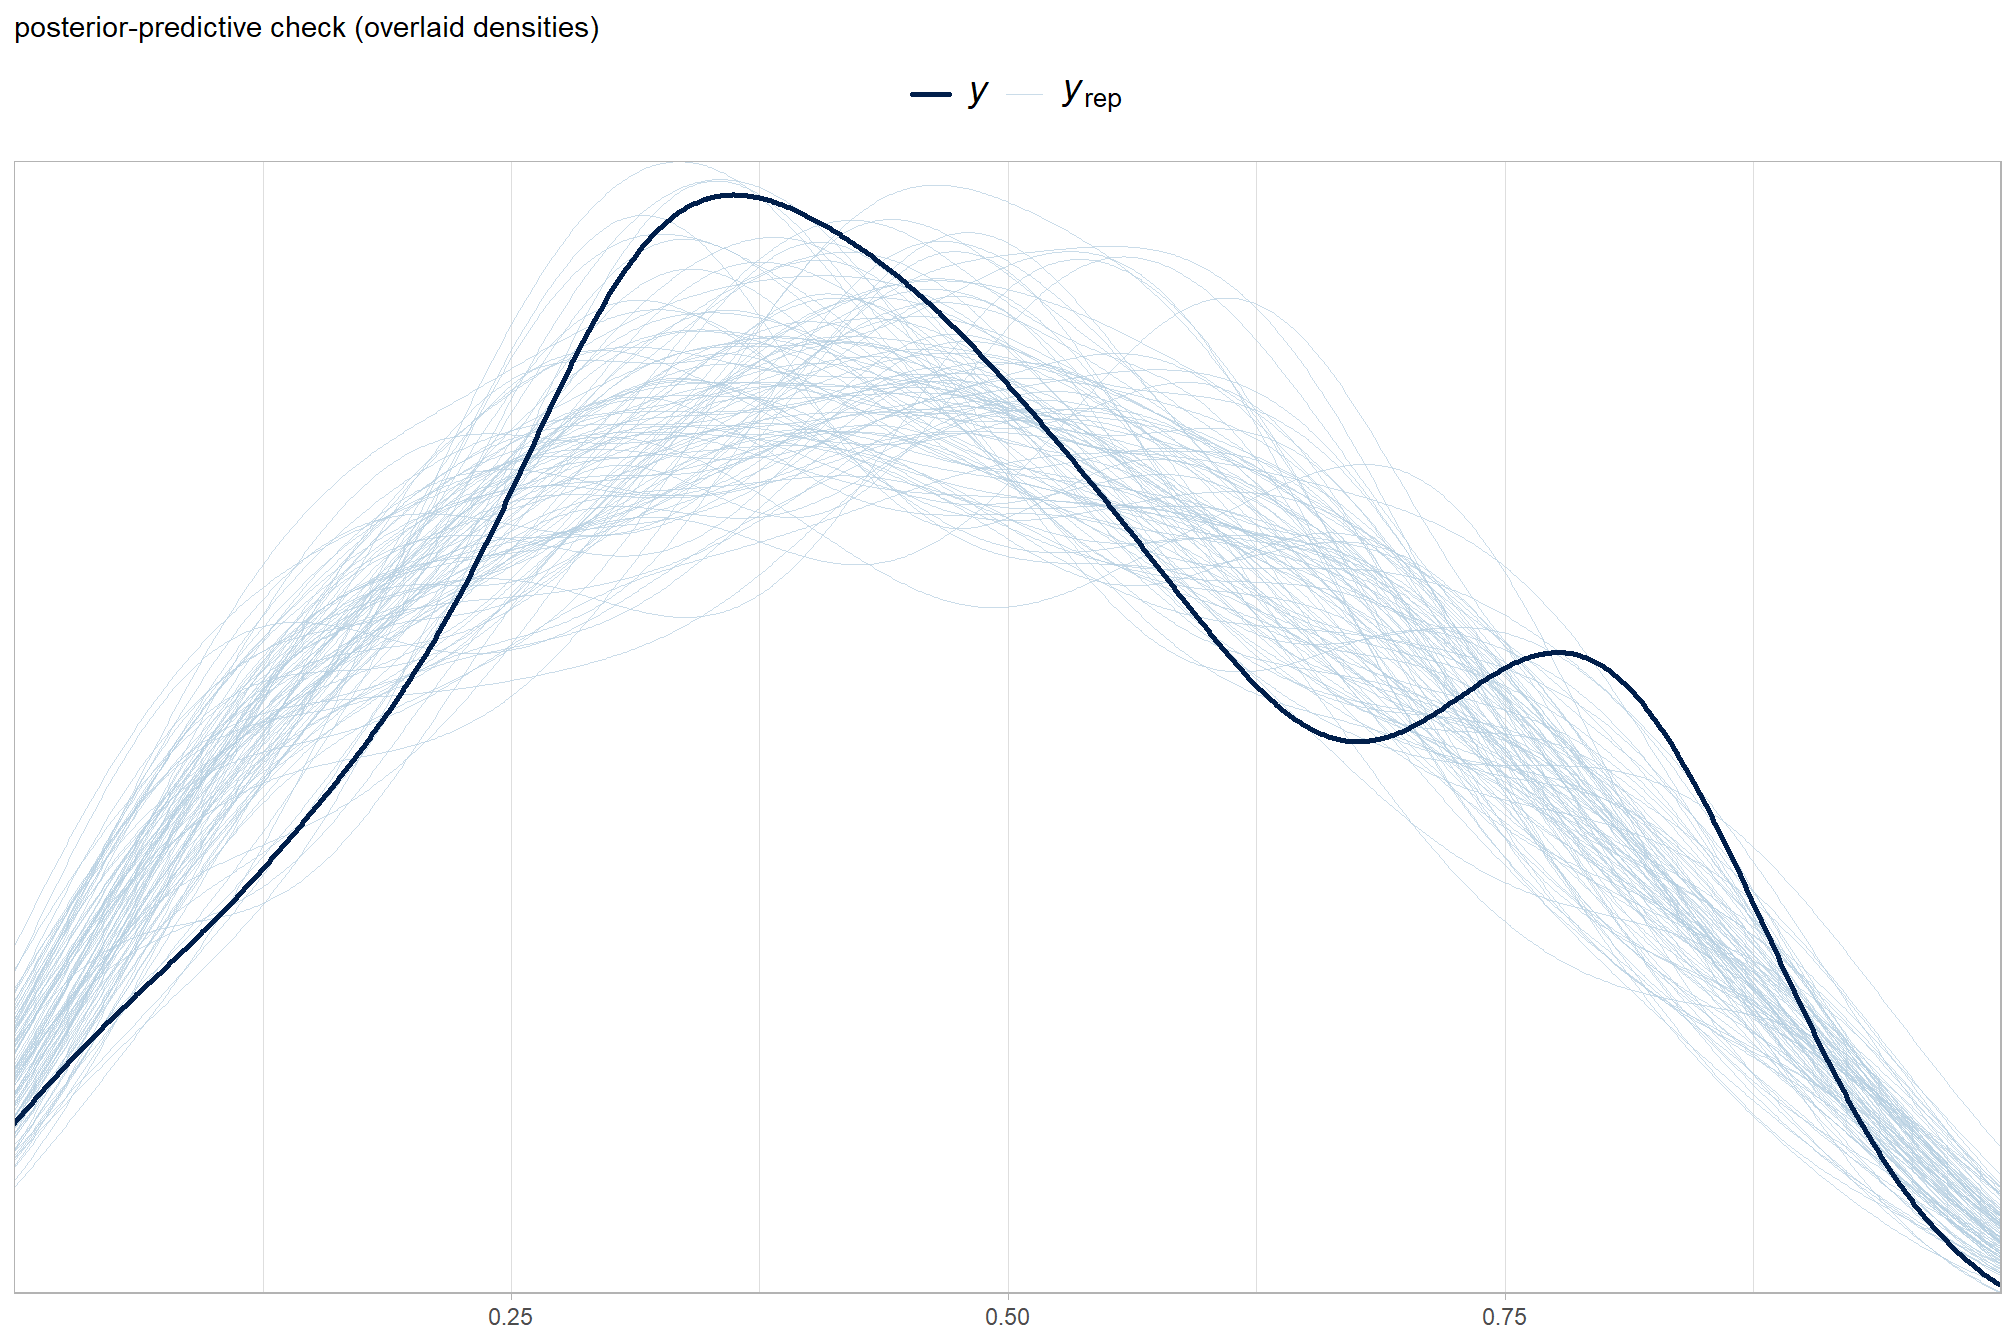 posterior-predictive check (overlaid densities)
y y rep
0.25 0.50 0.75